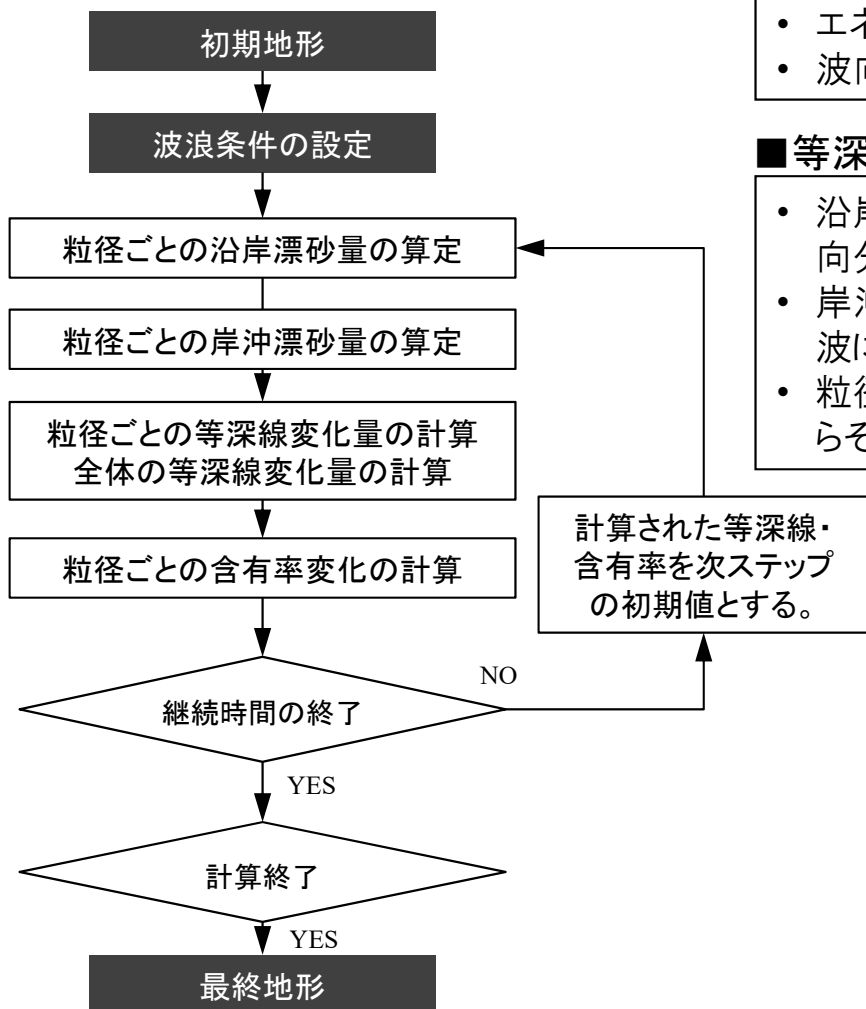 初期地形
波浪条件の設定
粒径ごとの沿岸漂砂量の算定
粒径ごとの岸沖漂砂量の算定
粒径ごとの等深線変化量の計算
全体の等深線変化量の計算
粒径ごとの含有率変化の計算
継続時間の終了
NO
YES
計算終了
YES
最終地形
計算された等深線・
含有率を次ステップ
の初期値とする。
• エネ
• 波向
■等深
• 沿岸
向分
• 岸沖
波に
• 粒径
らそ